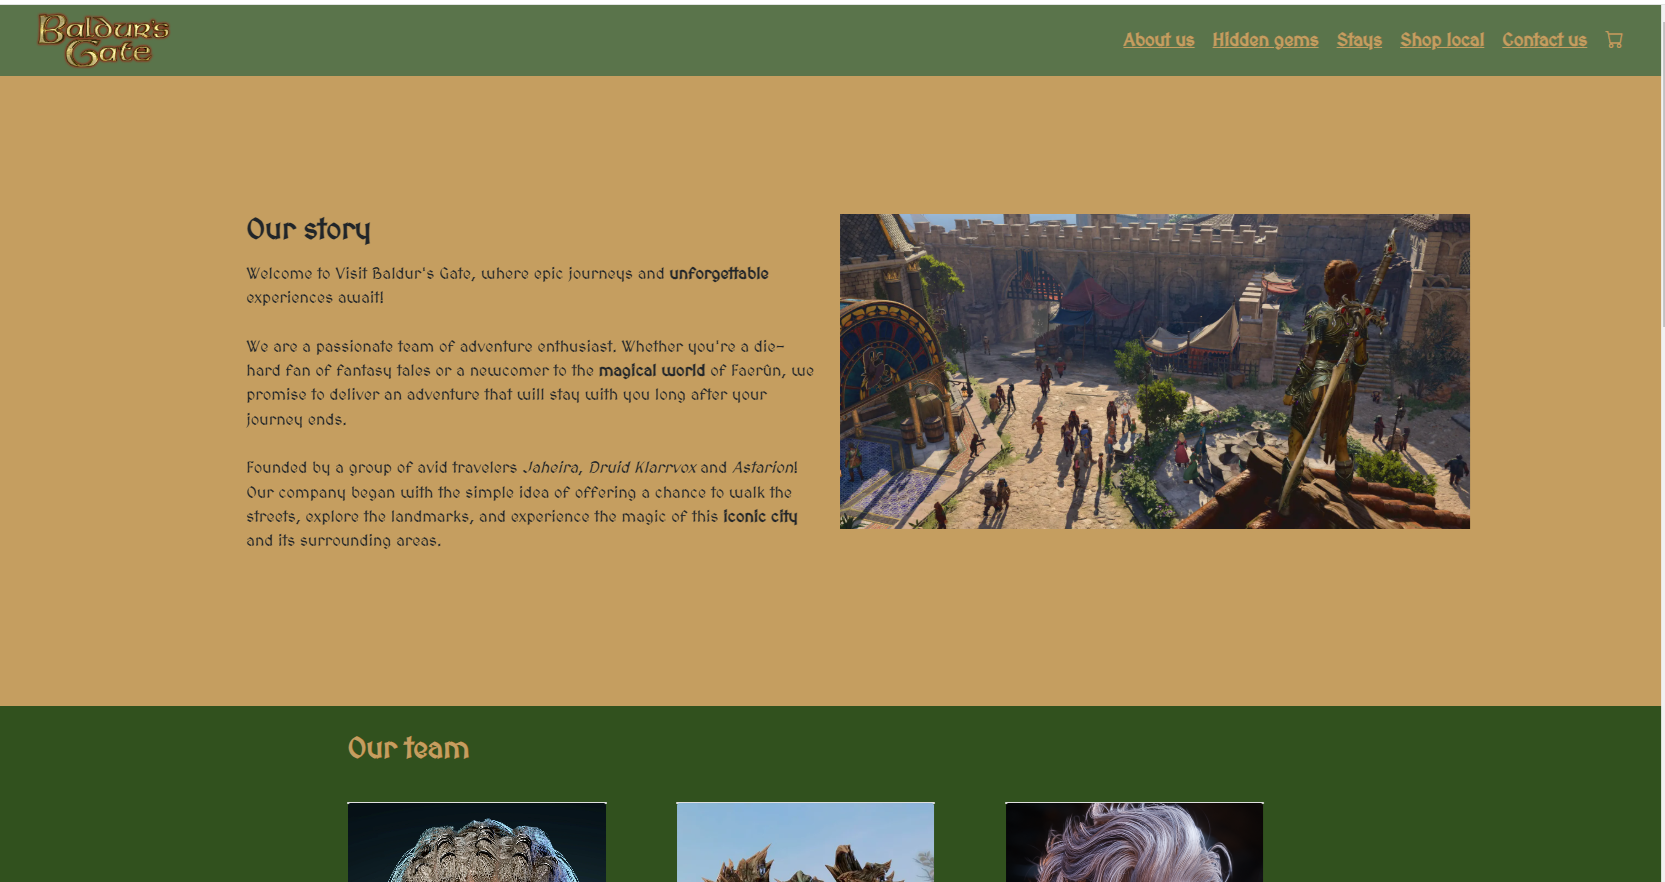 Baldur's
Gate
About us Hidden gems Stays Shop local Contact us
Our story
Welcome to Visit Baldur's Gate, where epic journeys and unforgettable
experiences await!
We are a passionate team of adventure enthusiast. Whether you're a die-
hard fan of fantasy tales or a newcomer to the magical world of Faerûn, we
promise to deliver an adventure that will stay with you long after your
journey ends.
Founded by a group of avid travelers Jaheira, Druid Klarrvox and Astarion!
Our company began with the simple idea of offering a chance to walk the
streets, explore the landmarks, and experience the magic of this iconic city
and its surrounding areas.
Our team